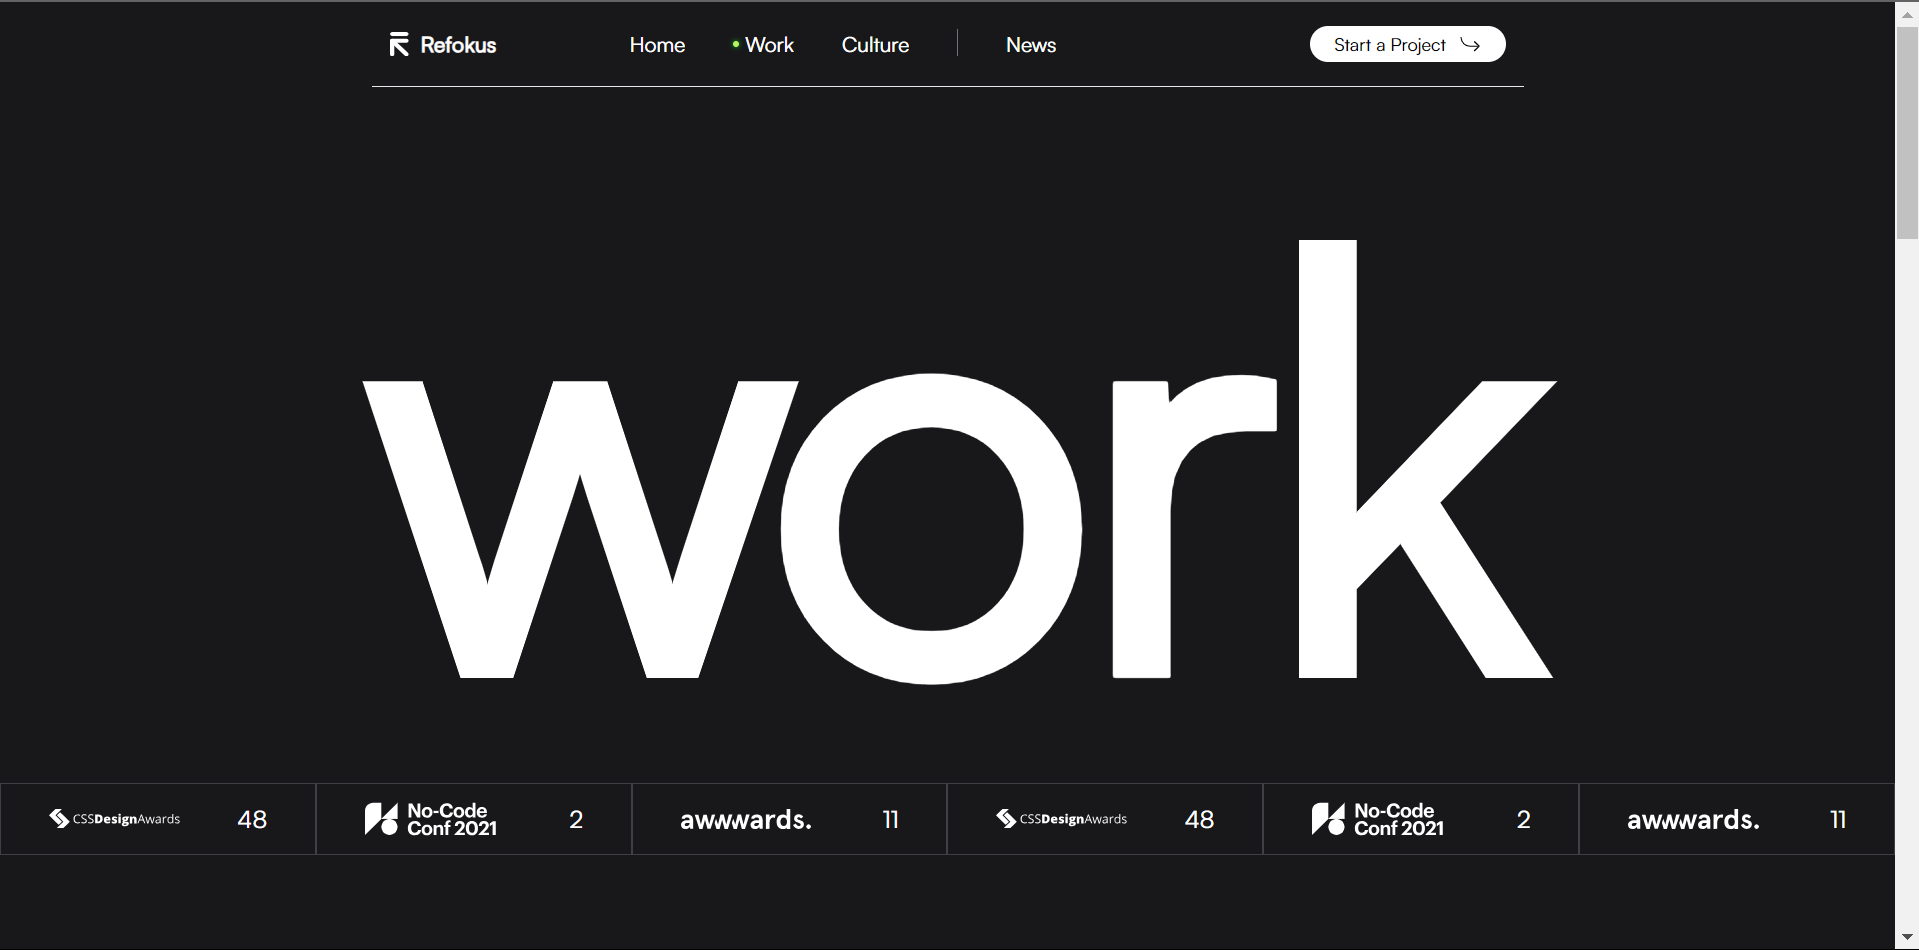 Refokus Home Work Culture News Start a Project
work
CSSDesignAwards 48 No-Code Conf 2021 2 awwwards. 11 CSSDesignAwards 48 No-Code Conf 2021 2 awwwards. 11